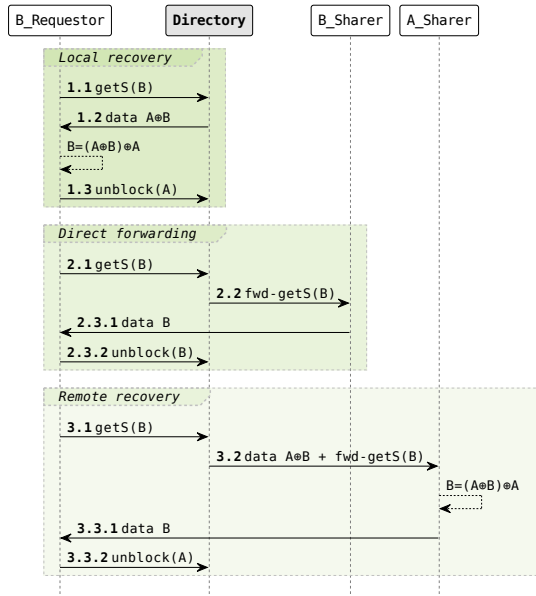 B_Requestor Directory B_Sharer A_Sharer
Local recovery
1.1 getS(B)
1.2 data A⊕B
B=(A⊕B)⊕A
1.3 unblock(A)
Direct forwarding
2.1 getS(B)
2.2 fwd-getS(B)
2.3.1 data B
2.3.2 unblock(B)
Remote recovery
3.1 getS(B)
3.2 data A⊕B + fwd-getS(B)
B=(A⊕B)⊕A
3.3.1 data B
3.3.2 unblock(A)